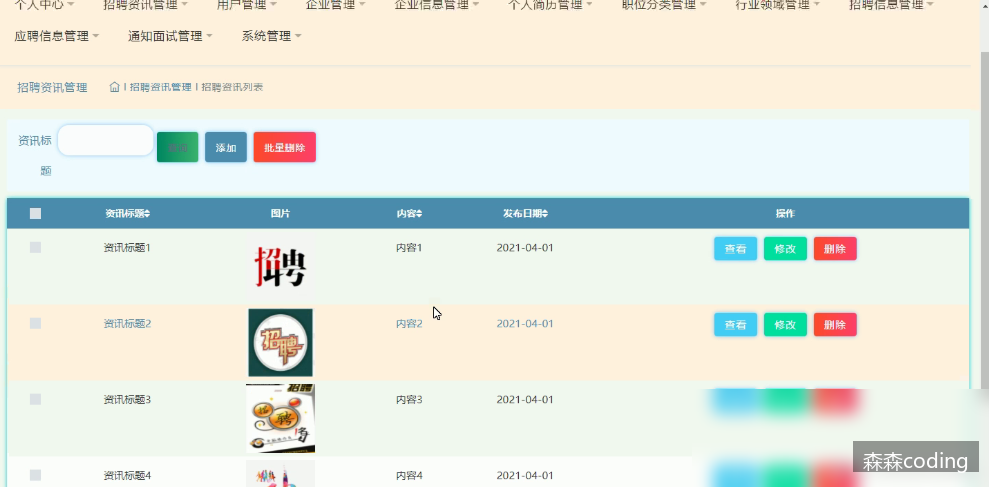 个人中心 招聘资讯管理 用户管理 企业管理 企业信息管理 个人简历管理 职位分类管理 行业领域管理 招聘信息管理
应聘信息管理 通知面试管理 系统管理
招聘资讯管理 招聘资讯管理 招聘资讯列表
资讯标题 添加 批量删除
资讯标题 图片 内容 发布日期 操作
资讯标题1 招聘 内容1 2021-04-01 查看 修改 删除
资讯标题2 招聘 内容2 2021-04-01 查看 修改 删除
资讯标题3 招聘 内容3 2021-04-01
资讯标题4 内容4 2021-04-01
森森coding